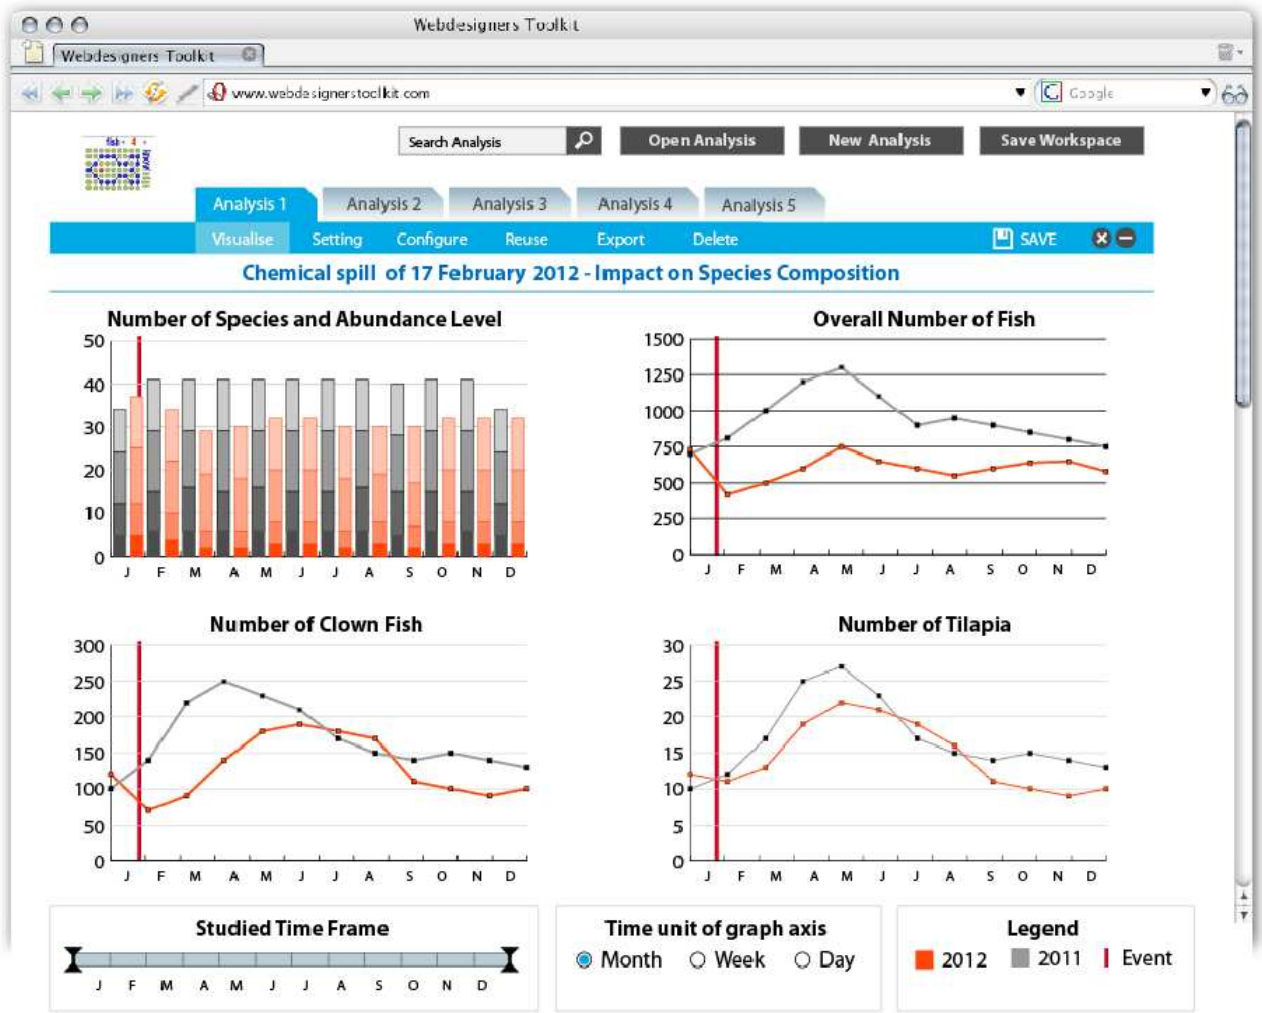 Webdesigners Toolkit
Webdesigners Toolkit
www.webdesignerstoolkit.com
Google
fish - 4 -
Search Analysis
Open Analysis
New Analysis
Save Workspace
Analysis 1
Analysis 2
Analysis 3
Analysis 4
Analysis 5
Visualise
Setting
Configure
Reuse
Export
Delete
SAVE
Chemical spill of 17 February 2012 - Impact on Species Composition
Number of Species and Abundance Level
50
40
30
20
10
0
J F M A M J J A S O N D
Overall Number of Fish
1500
1250
1000
750
500
250
0
J F M A M J J A S O N D
Number of Clown Fish
300
250
200
150
100
50
0
J F M A M J J A S O N D
Number of Tilapia
30
25
20
15
10
5
0
J F M A M J J A S O N D
Studied Time Frame
J F M A M J J A S O N D
Time unit of graph axis
Month Week Day
Legend
2012 2011 Event